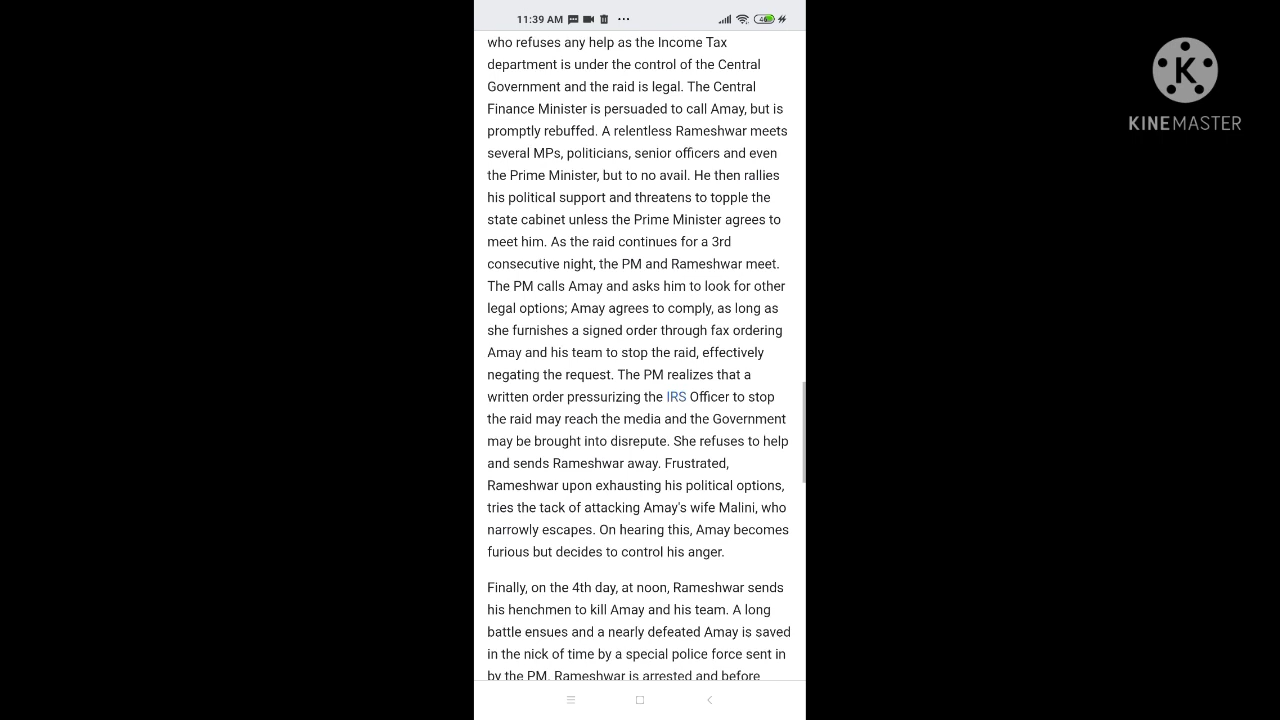 11:39 AM
46
K
KINEMASTER
who refuses any help as the Income Tax
department is under the control of the Central
Government and the raid is legal. The Central
Finance Minister is persuaded to call Amay, but is
promptly rebuffed. A relentless Rameshwar meets
several MPs, politicians, senior officers and even
the Prime Minister, but to no avail. He then rallies
his political support and threatens to topple the
state cabinet unless the Prime Minister agrees to
meet him. As the raid continues for a 3rd
consecutive night, the PM and Rameshwar meet.
The PM calls Amay and asks him to look for other
legal options; Amay agrees to comply, as long as
she furnishes a signed order through fax ordering
Amay and his team to stop the raid, effectively
negating the request. The PM realizes that a
written order pressurizing the IRS Officer to stop
the raid may reach the media and the Government
may be brought into disrepute. She refuses to help
and sends Rameshwar away. Frustrated,
Rameshwar upon exhausting his political options,
tries the tack of attacking Amay's wife Malini, who
narrowly escapes. On hearing this, Amay becomes
furious but decides to control his anger.
Finally, on the 4th day, at noon, Rameshwar sends
his henchmen to kill Amay and his team. A long
battle ensues and a nearly defeated Amay is saved
in the nick of time by a special police force sent in
by the PM. Rameshwar is arrested and before